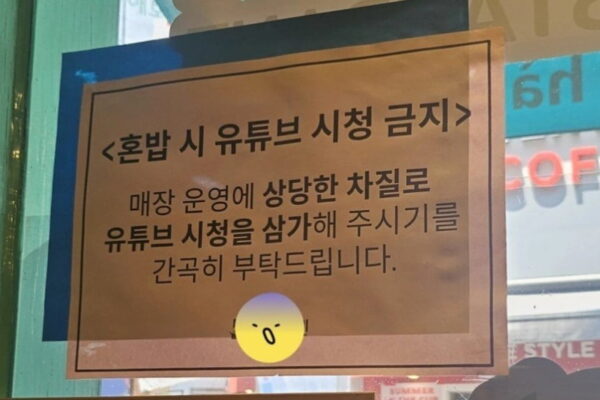 <혼밥 시 유튜브 시청 금지>
매장 운영에 상당한 차질로
유튜브 시청을 삼가해 주시기를
간곡히 부탁드립니다.
STYLE
SUMMER